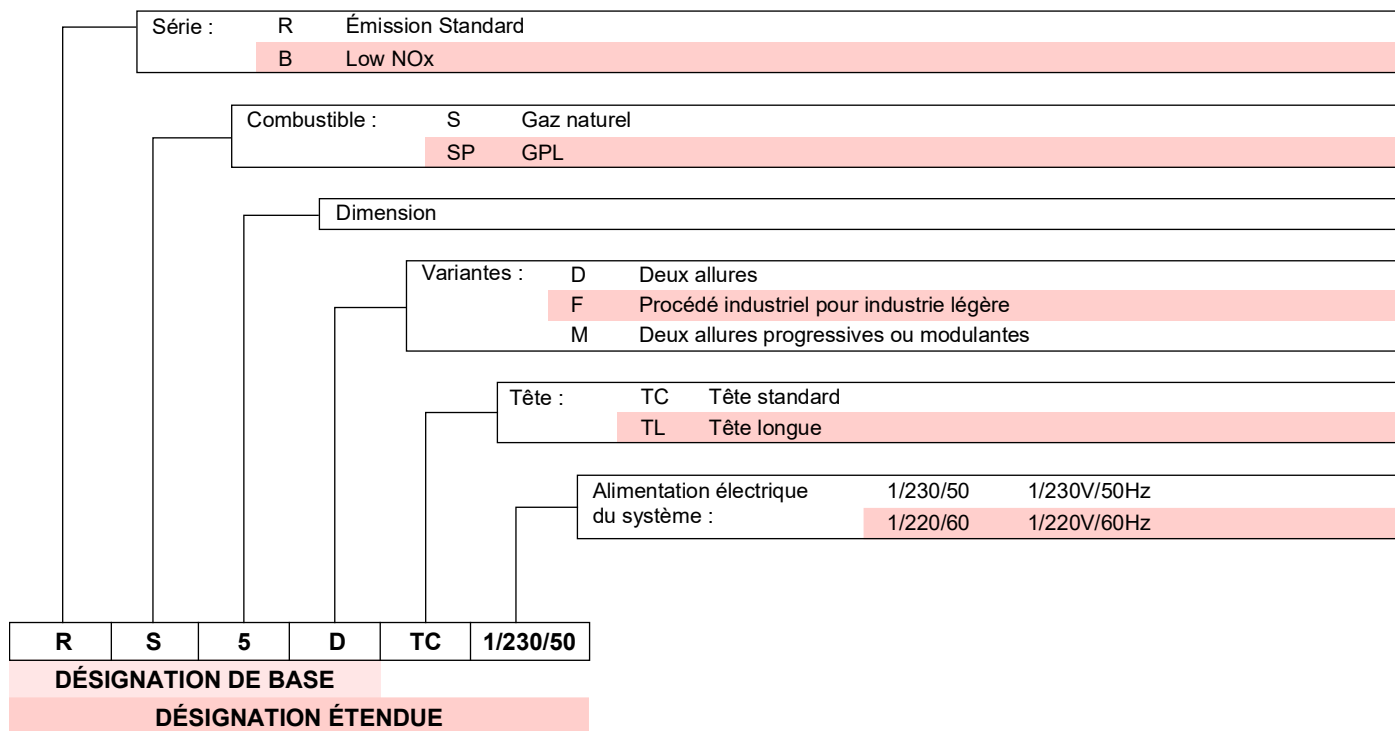 Série : R Émission Standard
B Low NOx
Combustible : S Gaz naturel
SP GPL
Dimension
Variantes : D Deux allures
F Procédé industriel pour industrie légère
M Deux allures progressives ou modulantes
Tête : TC Tête standard
TL Tête longue
Alimentation électrique 1/230/50 1/230V/50Hz
du système : 1/220/60 1/220V/60Hz
R S 5 D TC 1/230/50
DÉSIGNATION DE BASE
DÉSIGNATION ÉTENDUE